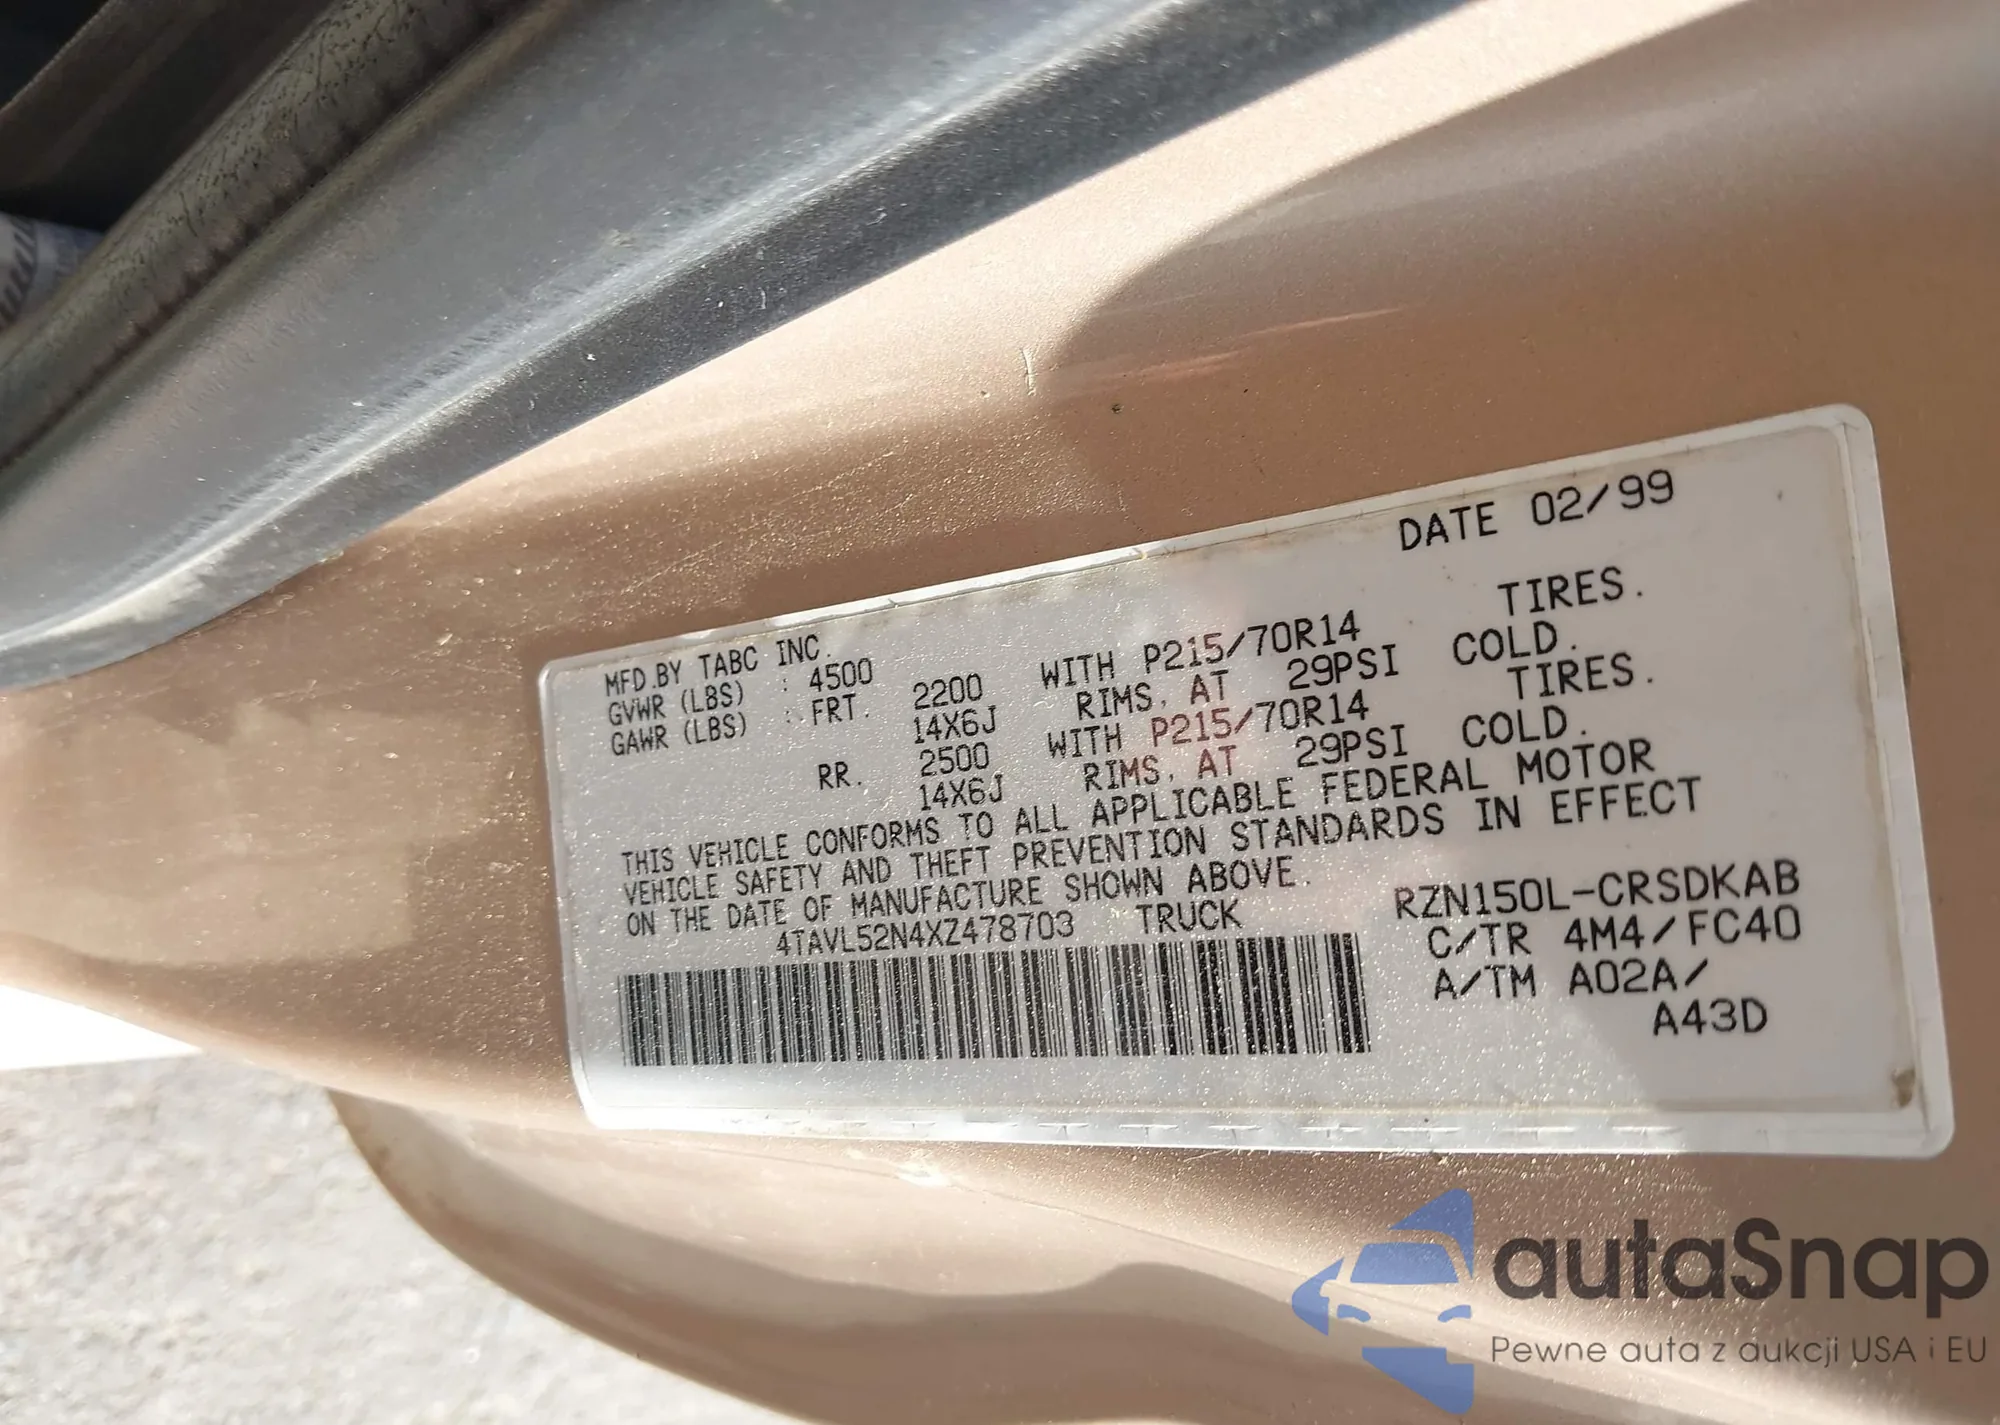 DATE 02/99
MFD.BY TABC INC.
GVWR (LBS) : 4500
GAWR (LBS) : FRT. 2200 WITH P215/70R14 TIRES.
14X6J RIMS, AT 29PSI COLD.
RR. 2500 WITH P215/70R14 TIRES.
14X6J RIMS, AT 29PSI COLD.
THIS VEHICLE CONFORMS TO ALL APPLICABLE FEDERAL MOTOR
VEHICLE SAFETY AND THEFT PREVENTION STANDARDS IN EFFECT
ON THE DATE OF MANUFACTURE SHOWN ABOVE.
4TAVL52N4XZ478703 TRUCK
RZN150L-CRSDKAB
C/TR 4M4/FC40
A/TM A02A/
A43D
autaSnap
Pewne auta z aukcji USA i EU